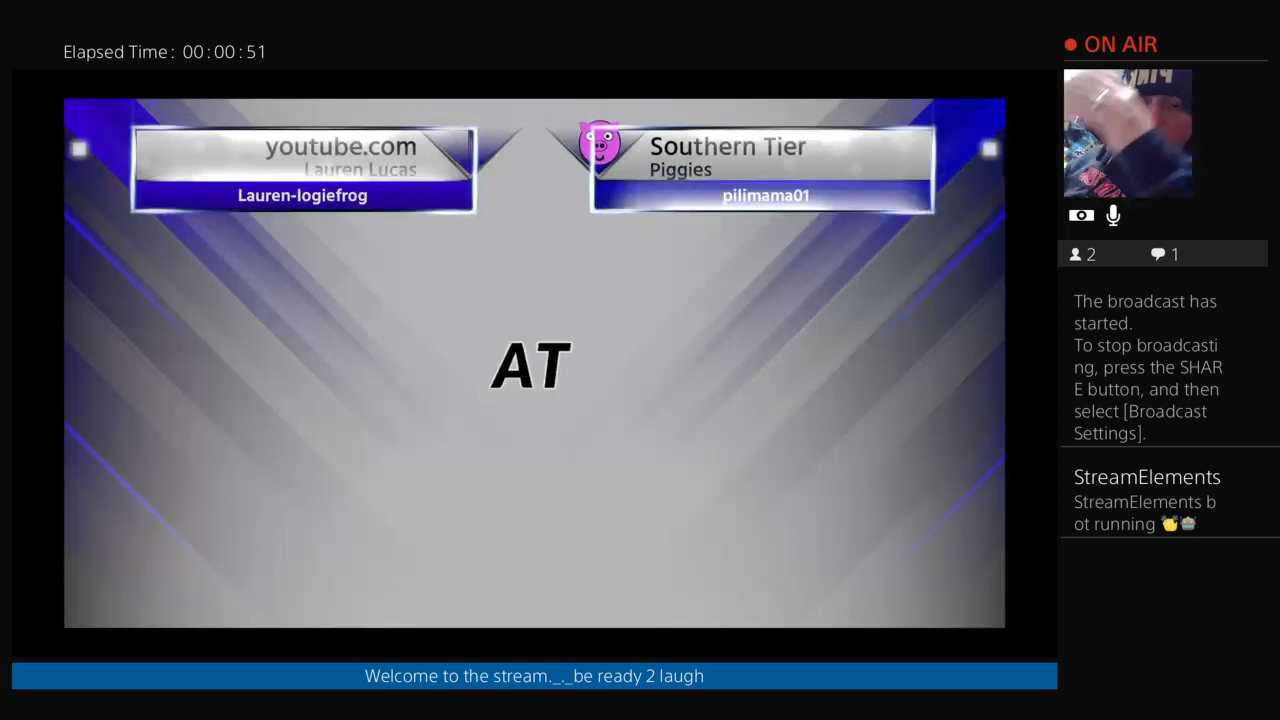 Elapsed Time: 00:00:51
ON AIR
youtube.com
Lauren Lucas
Lauren-logiefrog
Southern Tier
Piggies
pilimama01
AT
2
1
The broadcast has
started.
To stop broadcasti
ng, press the SHAR
E button, and then
select [Broadcast
Settings].
StreamElements
StreamElements b
ot running 👏🤖
Welcome to the stream._._be ready 2 laugh